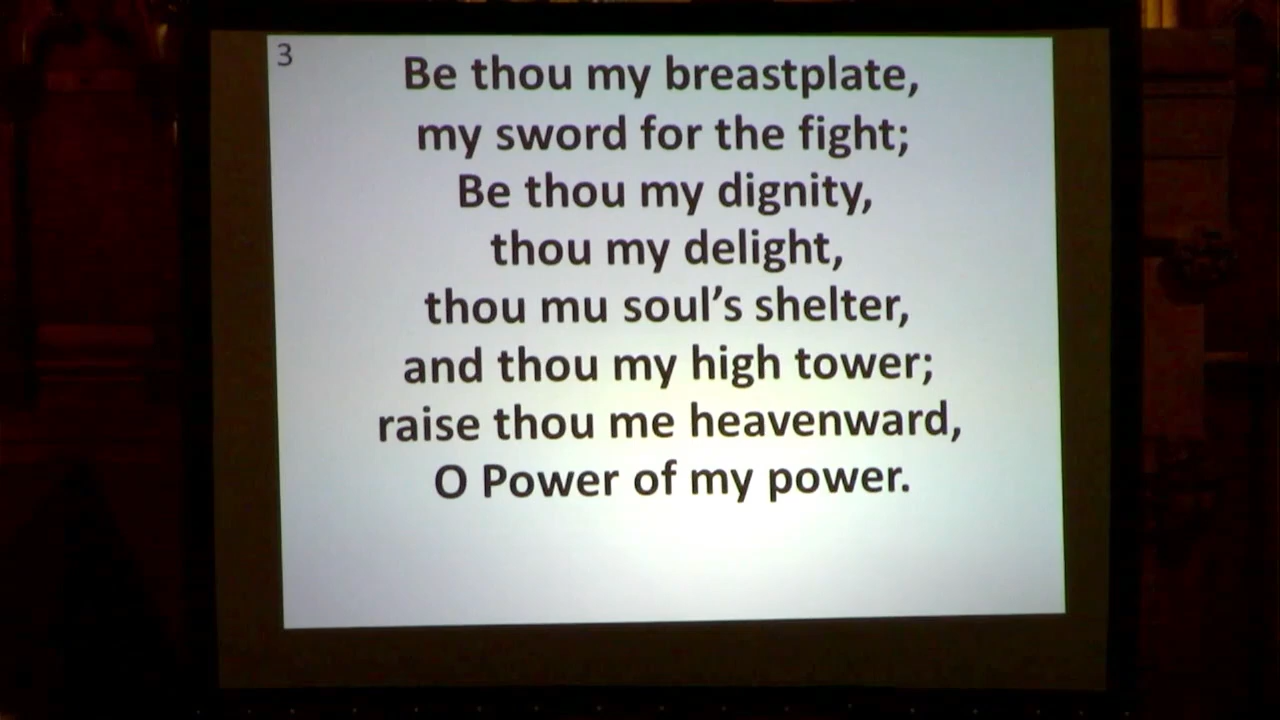 3
Be thou my breastplate,
my sword for the fight;
Be thou my dignity,
thou my delight,
thou mu soul’s shelter,
and thou my high tower;
raise thou me heavenward,
O Power of my power.